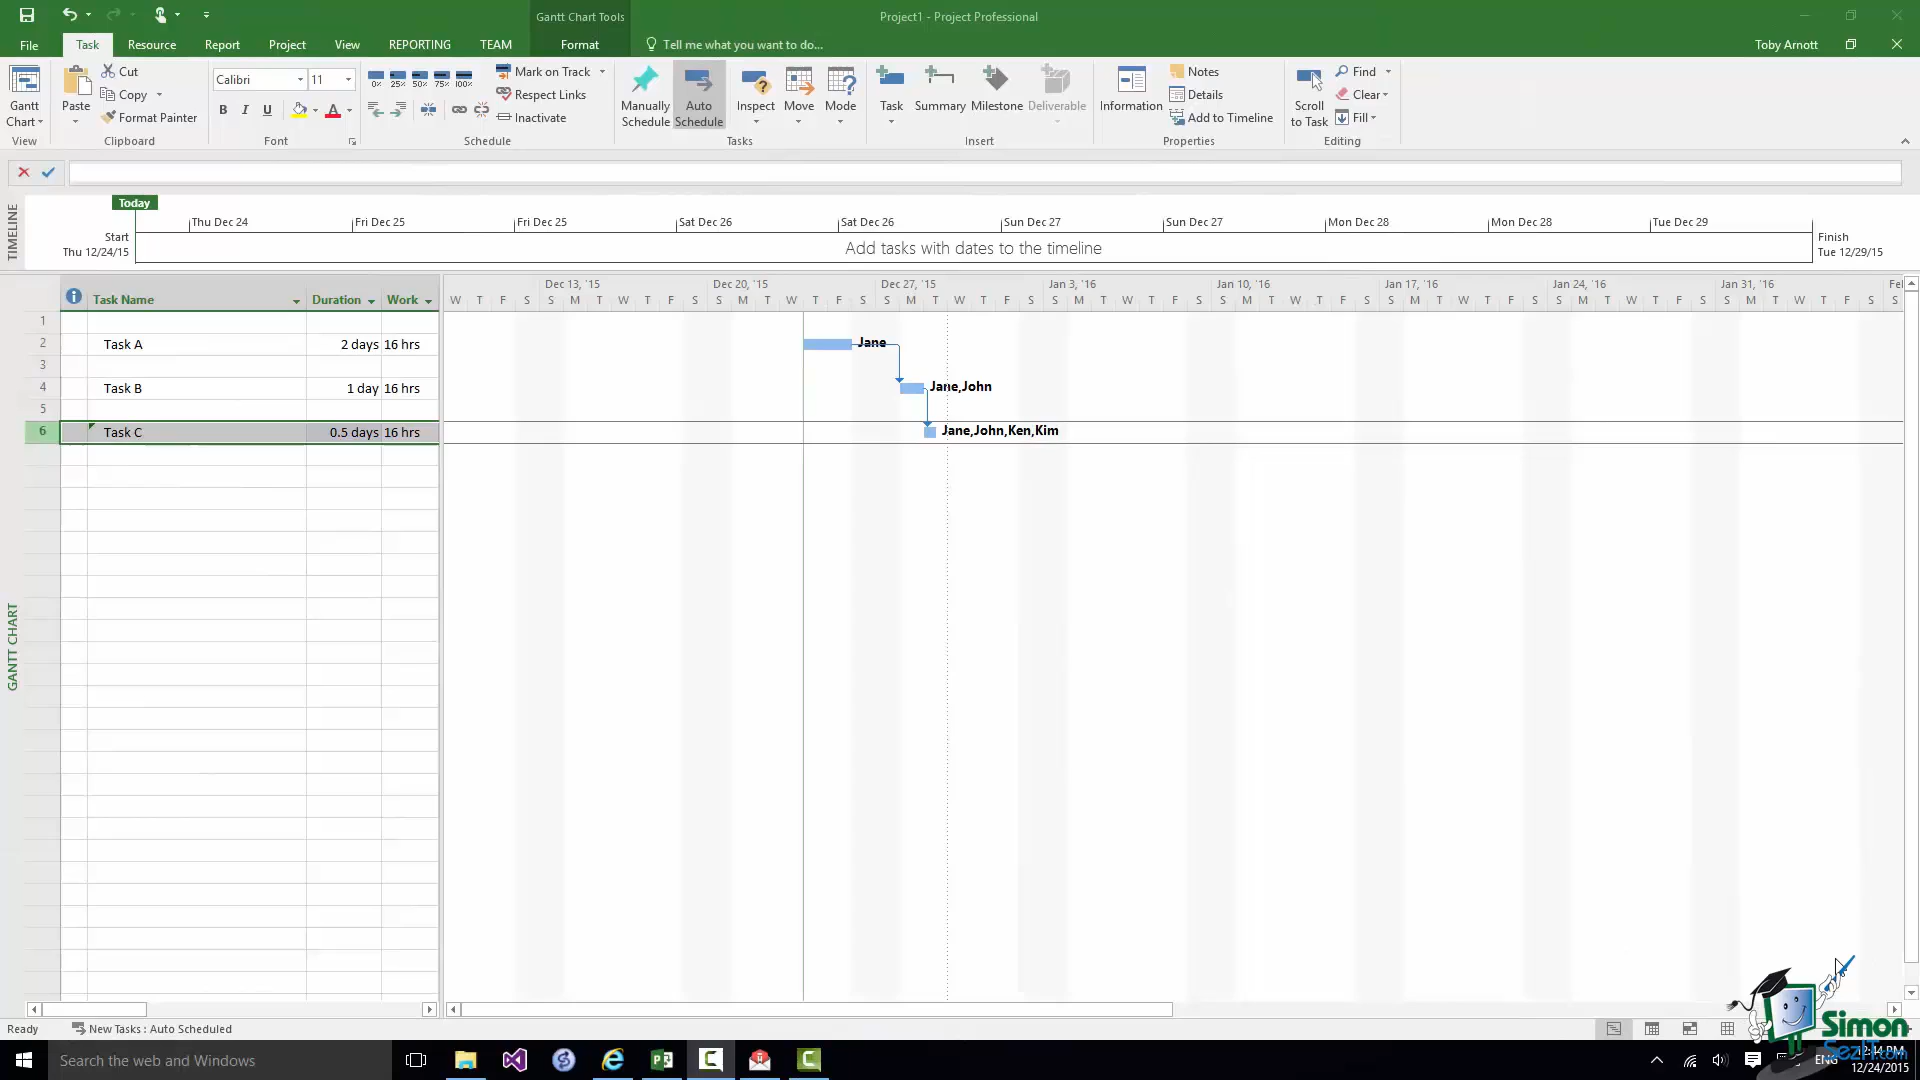 Gantt Chart Tools
Project1 - Project Professional
File Task Resource Report Project View REPORTING TEAM Format Tell me what you want to do... Toby Arnott
Gantt Chart
Paste
Cut
Copy
Format Painter
Calibri 11
B I U A
0% 25% 50% 75% 100%
Mark on Track
Respect Links
Inactivate
Manually Schedule
Auto Schedule
Inspect
Move
Mode
Task
Summary
Milestone
Deliverable
Information
Notes
Details
Add to Timeline
Scroll to Task
Find
Clear
Fill
View Clipboard Font Schedule Tasks Insert Properties Editing
TIMELINE
Today
Thu Dec 24 Fri Dec 25 Fri Dec 25 Sat Dec 26 Sat Dec 26 Sun Dec 27 Sun Dec 27 Mon Dec 28 Mon Dec 28 Tue Dec 29
Start
Thu 12/24/15
Add tasks with dates to the timeline
Finish
Tue 12/29/15
Dec 13, '15 Dec 20, '15 Dec 27, '15 Jan 3, '16 Jan 10, '16 Jan 17, '16 Jan 24, '16 Jan 31, '16 Fe
Task Name Duration Work
W T F S S M T W T F S S M T W T F S S M T W T F S S M T W T F S S M T W T F S S M T W T F S S M T W T F S S M T W T F S S
1
2 Task A 2 days 16 hrs Jane
3
4 Task B 1 day 16 hrs Jane,John
5
6 Task C 0.5 days 16 hrs Jane,John,Ken,Kim
GANTT CHART
Ready New Tasks : Auto Scheduled
Simon
SezIT.com
Search the web and Windows
ENG
12/24/2015